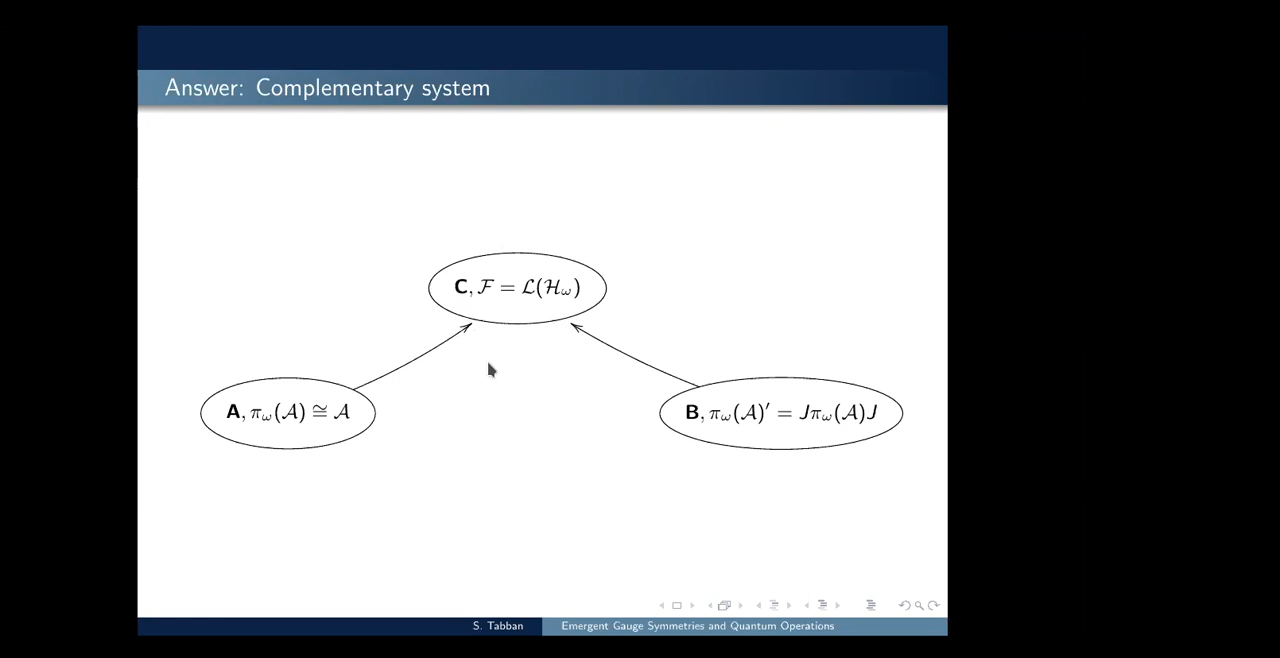 Answer: Complementary system
C, ℱ = ℒ(ℋ_ω)
A, π_ω(𝒜) ≅ 𝒜
B, π_ω(𝒜)′ = Jπ_ω(𝒜)J
S. Tabban
Emergent Gauge Symmetries and Quantum Operations